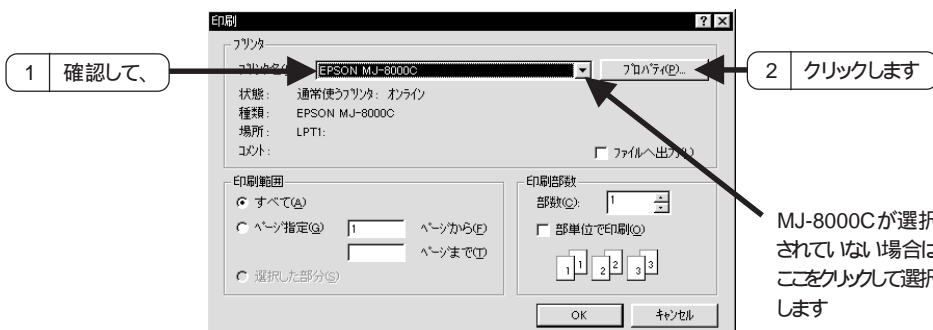 印刷
プリンタ
1 確認して、
EPSON MJ-8000C
プロパティ(P)...
2 クリックします
状態： 通常使うプリンタ： オンライン
種類： EPSON MJ-8000C
場所： LPT1:
コメント：
ファイルへ出力
印刷範囲
すべて(A)
ページ指定(G) 1 ページから(F)
ページまで(T)
選択した部分(S)
印刷部数
部数(C): 1
部単位で印刷(O)
1 1 2 2 3 3
MJ-8000Cが選択
されていない場合は
ここをクリックして選択
します
OK キャンセル